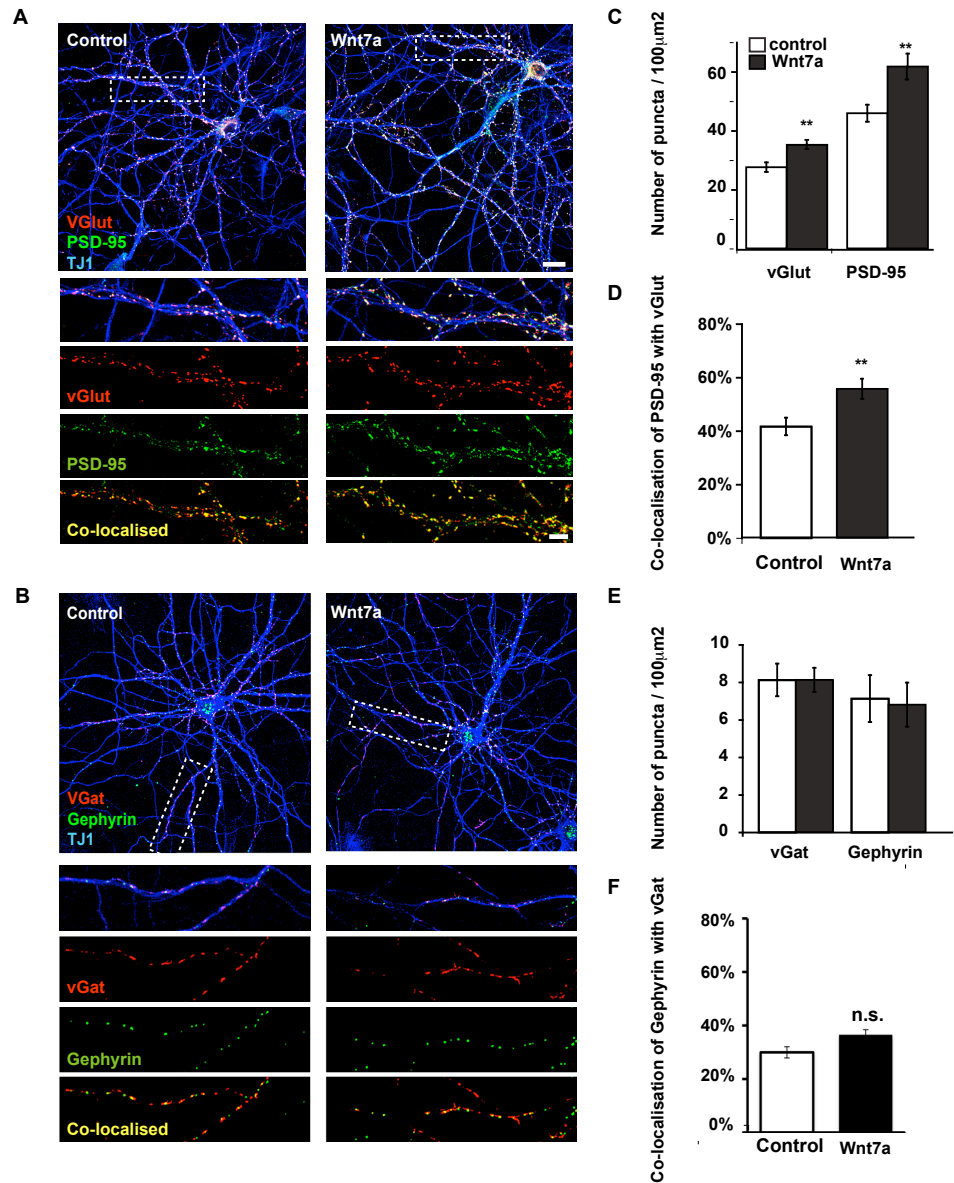 A
Control
VGlut
PSD-95
TJ1
Wnt7a
vGlut
PSD-95
Co-localised
B
Control
VGat
Gephyrin
TJ1
Wnt7a
vGat
Gephyrin
Co-localised
C
Number of puncta / 100μm2
60
40
20
0
control
Wnt7a
**
**
vGlut
PSD-95
D
Co-localisation of PSD-95 with vGlut
80%
60%
40%
20%
0%
**
Control
Wnt7a
E
Number of puncta / 100μm2
10
8
6
4
2
0
vGat
Gephyrin
F
Co-localisation of Gephyrin with vGat
80%
60%
40%
20%
0%
n.s.
Control
Wnt7a